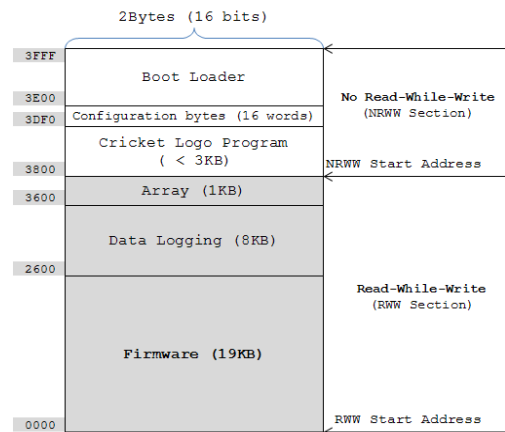 2Bytes (16 bits)
3FFF
Boot Loader
3E00
Configuration bytes (16 words)
3DF0
No Read-While-Write
(NRWW Section)
Cricket Logo Program
( < 3KB)
NRWW Start Address
3800
Array (1KB)
3600
Data Logging (8KB)
2600
Read-While-Write
(RWW Section)
Firmware (19KB)
RWW Start Address
0000